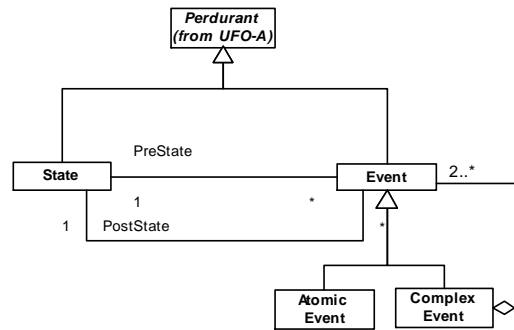 Perdurant
(from UFO-A)
PreState
State
Event
2..*
1
*
1
PostState
*
Atomic
Event
Complex
Event